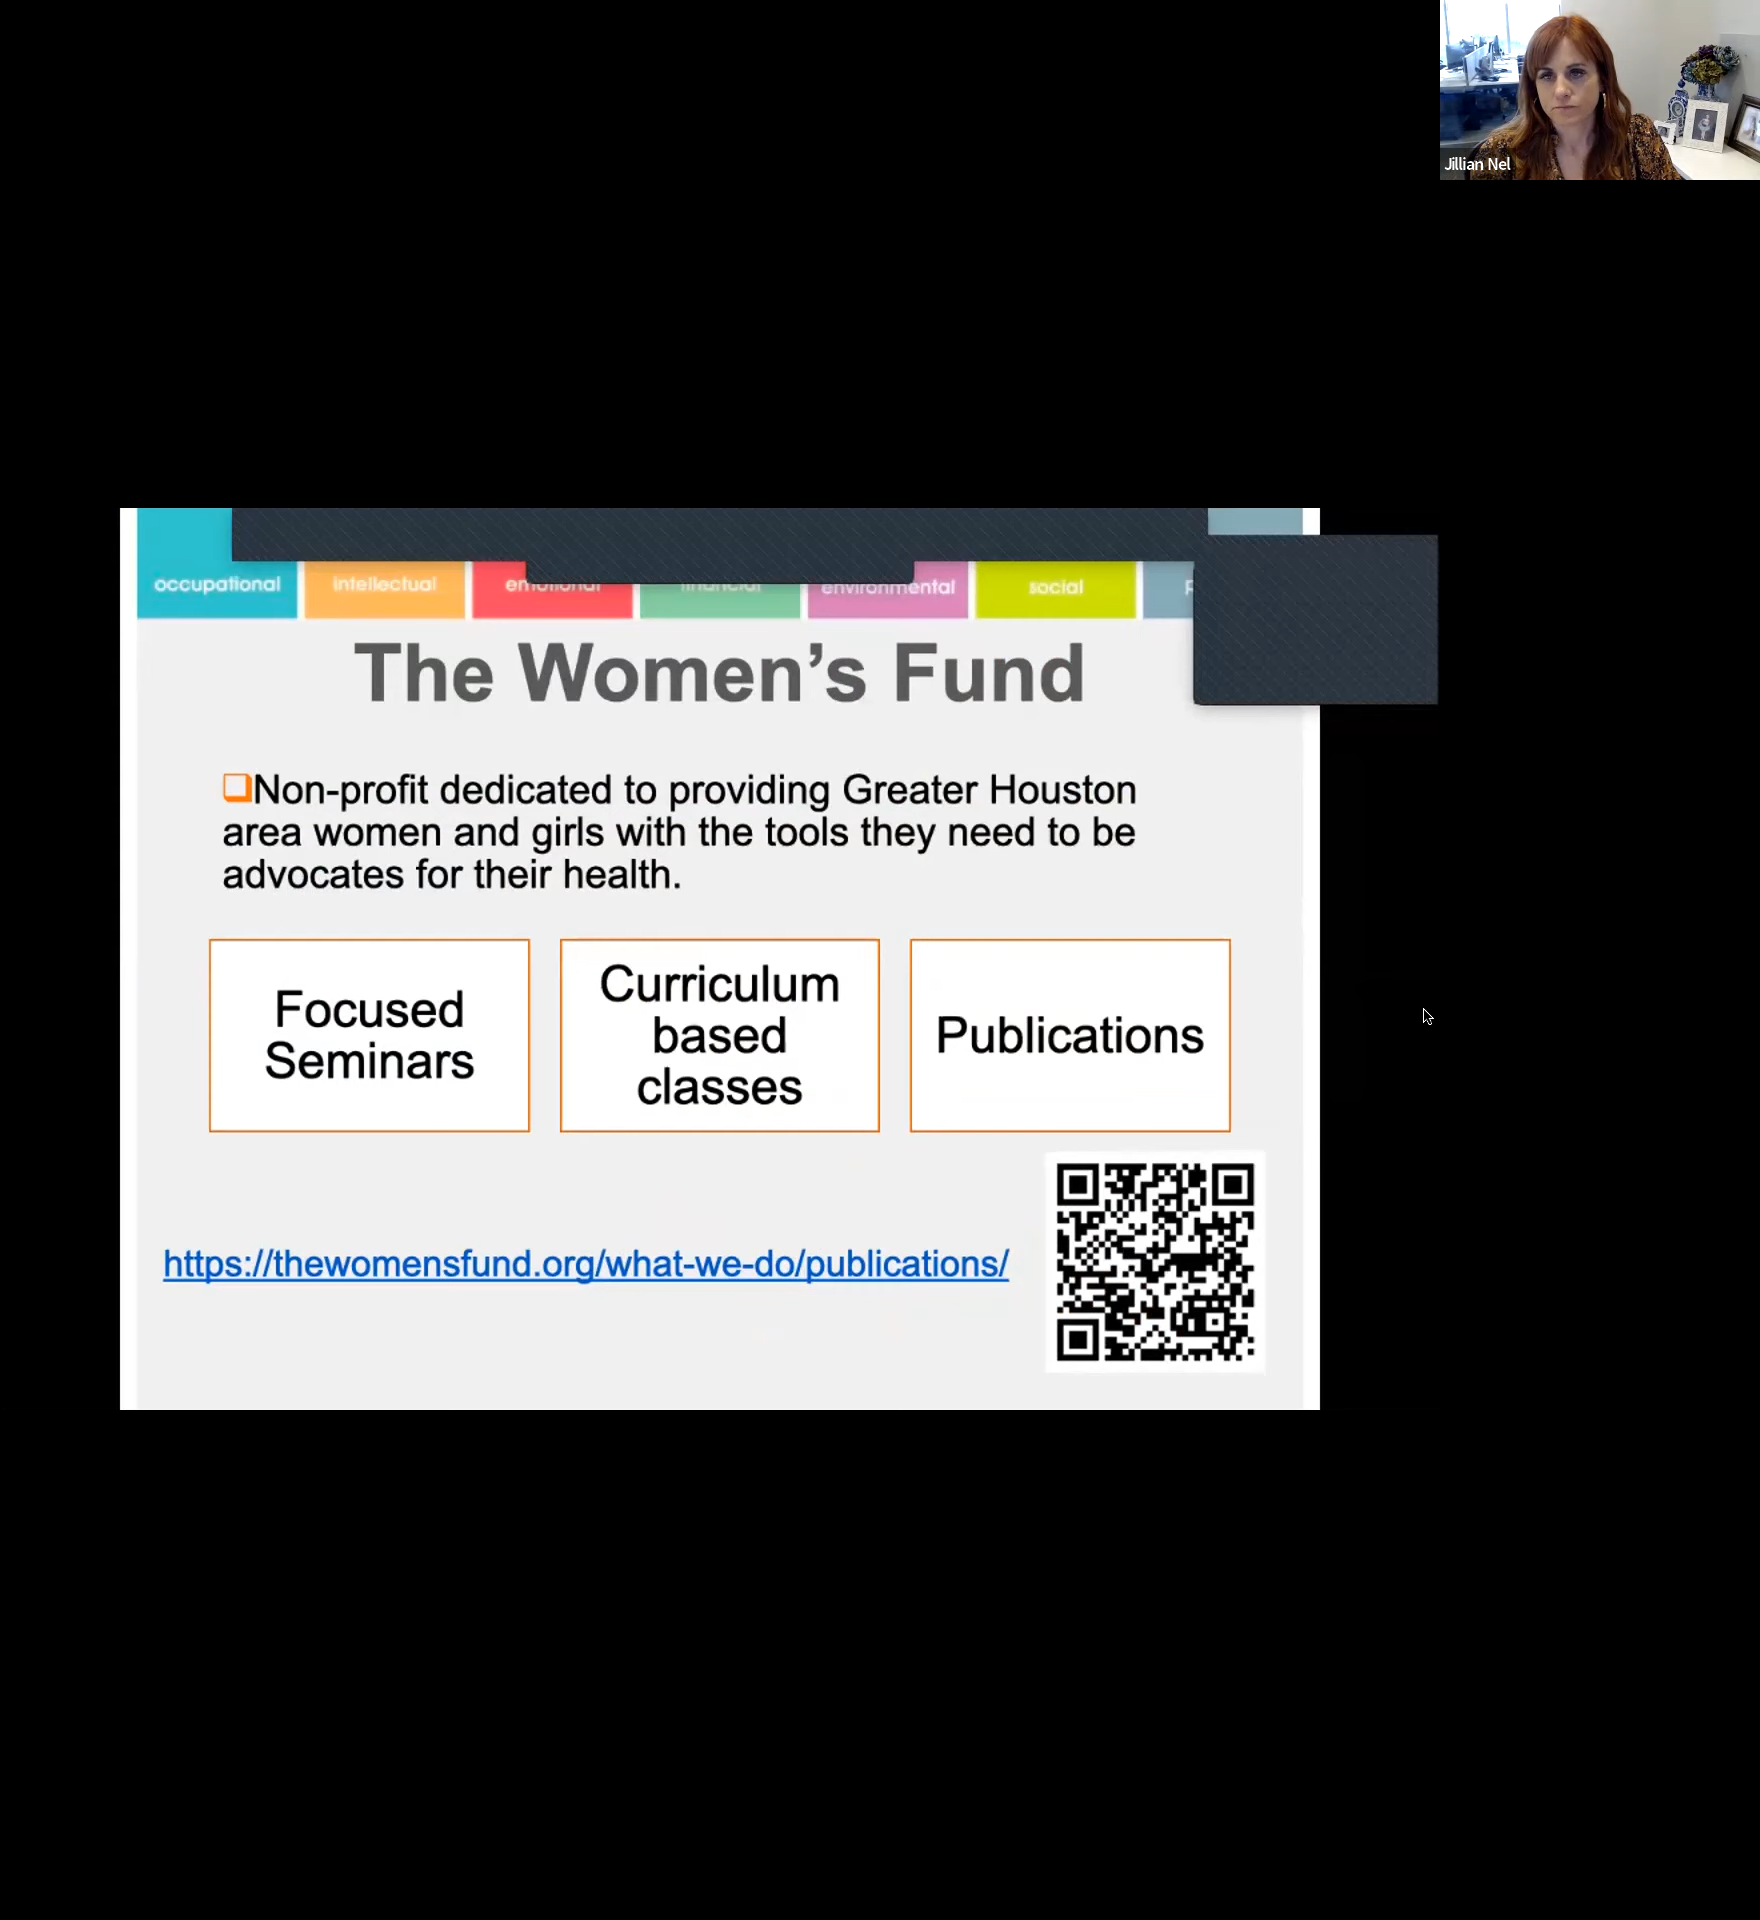 Jillian Nel
occupational intellectual emotional financial environmental social
The Women's Fund
Non-profit dedicated to providing Greater Houston
area women and girls with the tools they need to be
advocates for their health.
Focused
Seminars
Curriculum
based
classes
Publications
https://thewomensfund.org/what-we-do/publications/